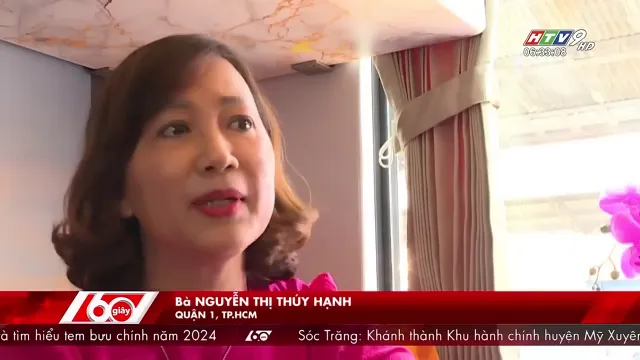 HTV9 HD
06:33:08
Bà NGUYỄN THỊ THÚY HẠNH
QUẬN 1, TP.HCM
60 giây
à tìm hiểu tem bưu chính năm 2024 60 Sóc Trăng: Khánh thành Khu hành chính huyện Mỹ Xuyên